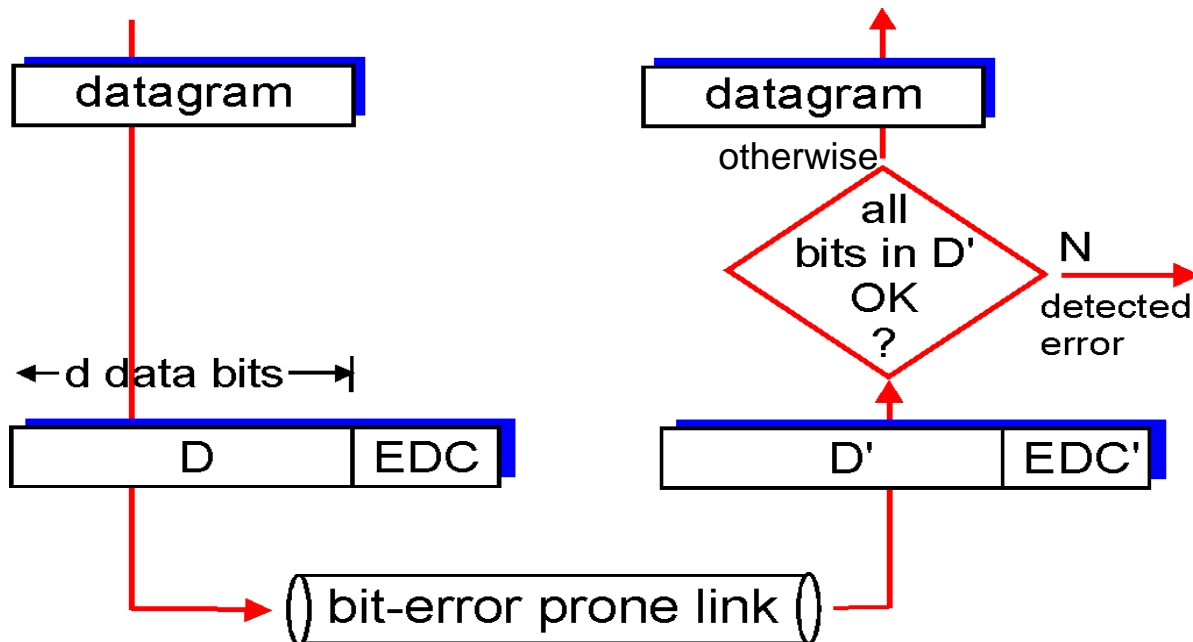 datagram
d data bits
D
EDC
bit-error prone link
datagram
otherwise
all
bits in D'
OK
?
N
detected
error
D'
EDC'